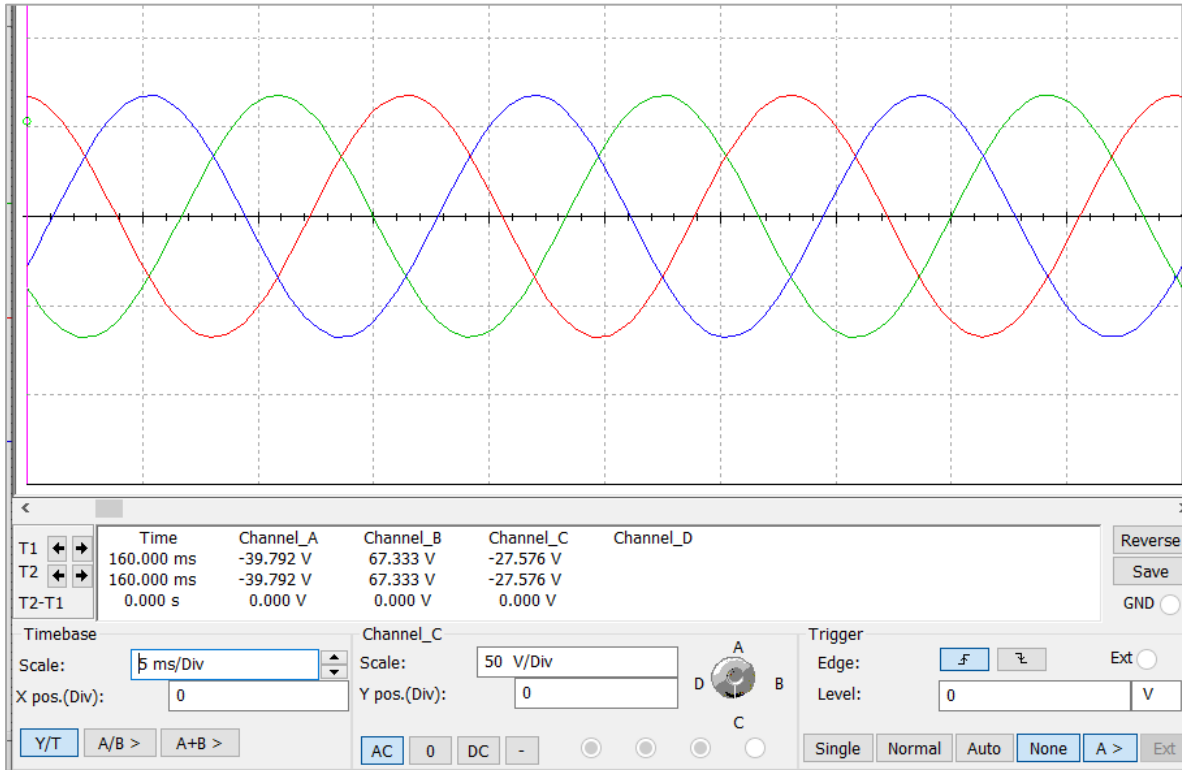 Time Channel_A Channel_B Channel_C Channel_D
T1 160.000 ms -39.792 V 67.333 V -27.576 V
T2 160.000 ms -39.792 V 67.333 V -27.576 V
T2-T1 0.000 s 0.000 V 0.000 V 0.000 V
Reverse
Save
GND
Timebase
Scale: 5 ms/Div
X pos.(Div): 0
Y/T A/B > A+B >
Channel_C
Scale: 50 V/Div
Y pos.(Div): 0
AC 0 DC -
A
D B
C
Trigger
Edge: Ext
Level: 0 V
Single Normal Auto None A > Ext